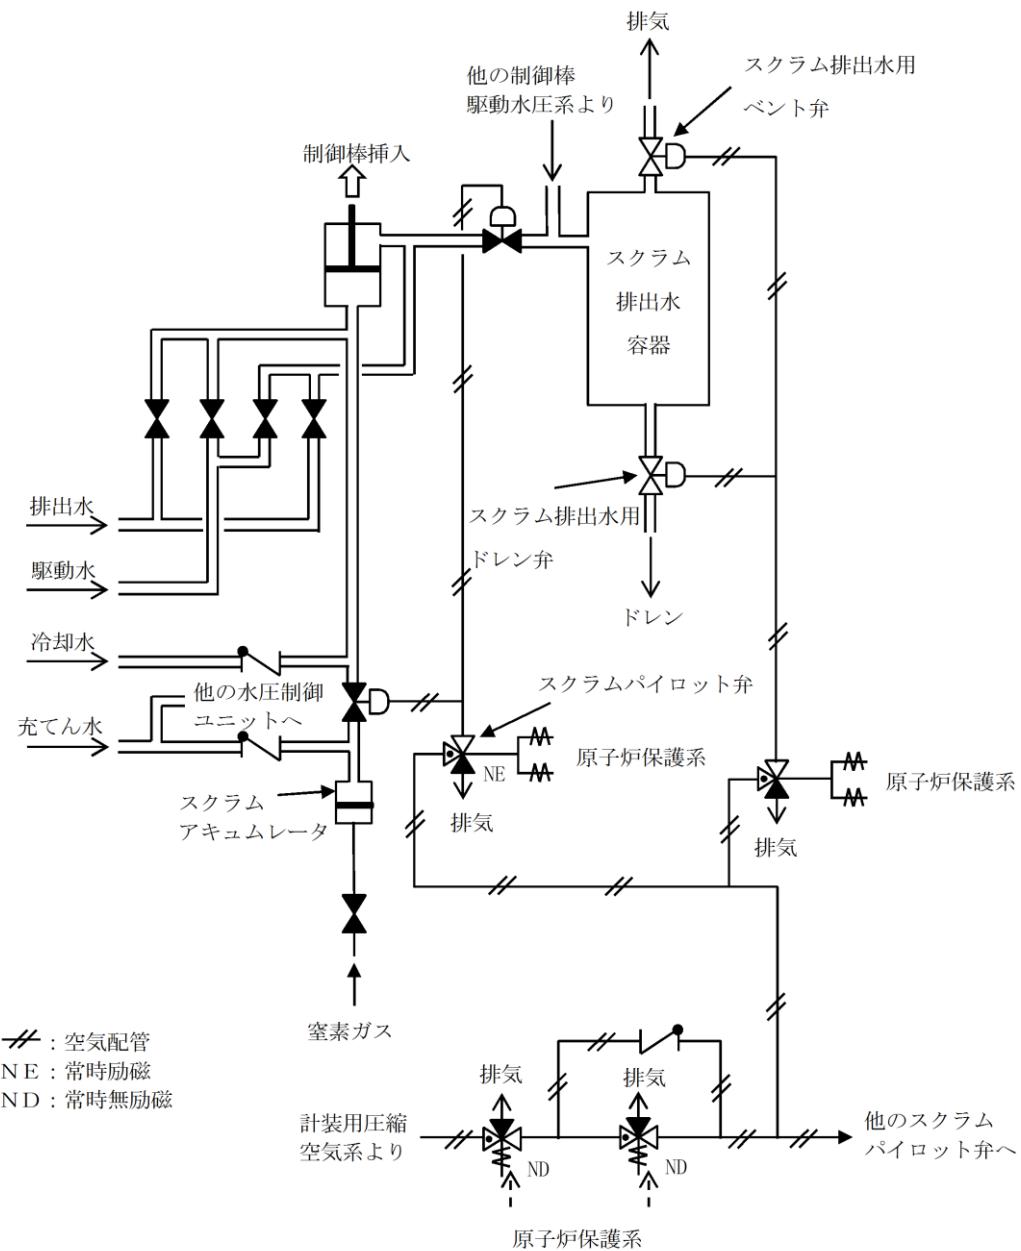 排気
スクラム排出水用
ベント弁
他の制御棒
駆動水圧系より
制御棒挿入
スクラム
排出水
容器
排出水
スクラム排出水用
ドレン弁
駆動水
ドレン
冷却水
他の水圧制御
ユニットへ
スクラムパイロット弁
充てん水
NE
原子炉保護系
原子炉保護系
スクラム
アキュムレータ
排気
排気
窒素ガス
:空気配管
NE:常時励磁
ND:常時無励磁
排気
排気
計装用圧縮
空気系より
ND
ND
他のスクラム
パイロット弁へ
原子炉保護系